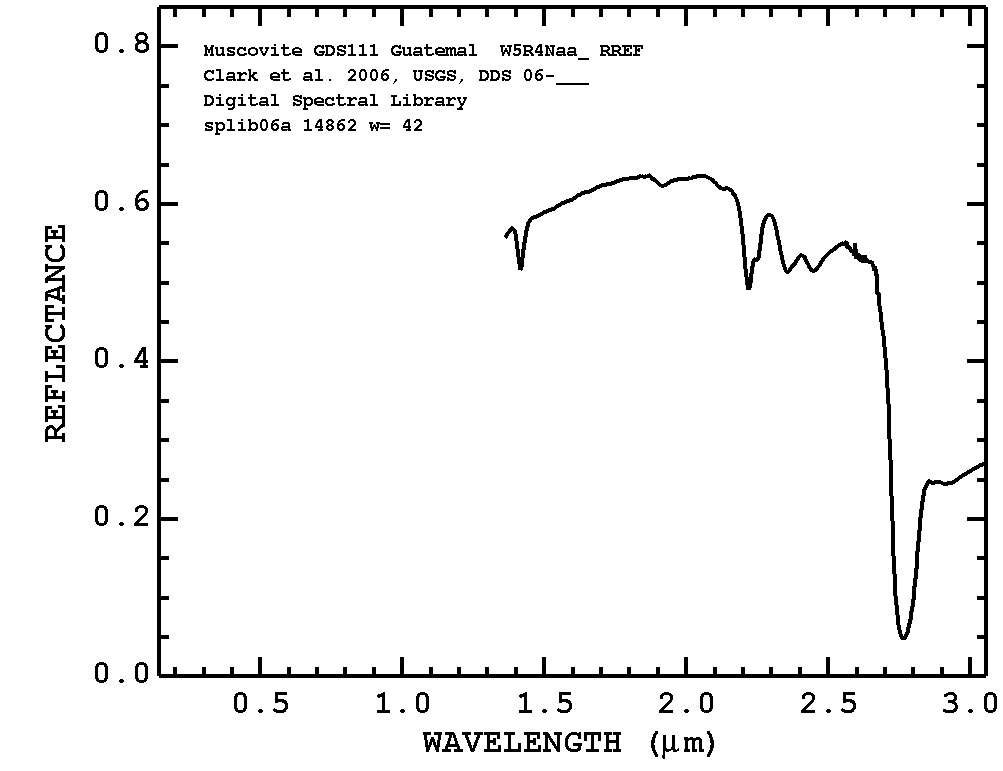 Muscovite GDS111 Guatemal W5R4Naa_ RREF
Clark et al. 2006, USGS, DDS 06-___
Digital Spectral Library
splib06a 14862 w= 42
REFLECTANCE
0.8
0.6
0.4
0.2
0.0
0.5 1.0 1.5 2.0 2.5 3.0
WAVELENGTH (μm)